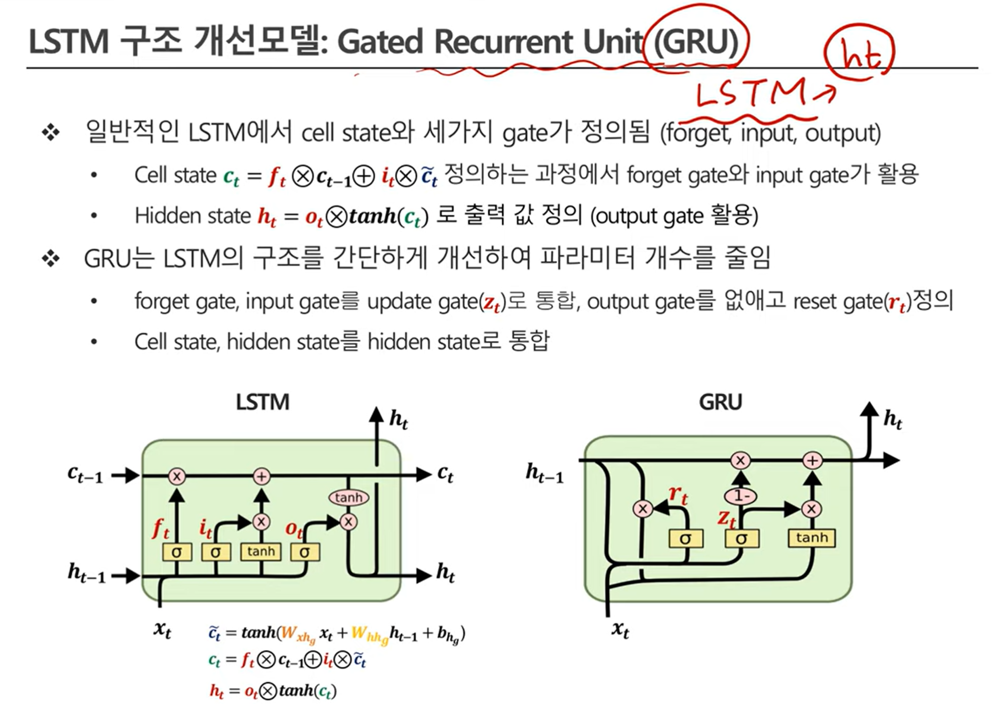 LSTM 구조 개선모델: Gated Recurrent Unit (GRU)
ht
LSTM →
❖ 일반적인 LSTM에서 cell state와 세가지 gate가 정의됨 (forget, input, output)
• Cell state c_t = f_t ⊗ c_{t−1} ⊕ i_t ⊗ c̃_t 정의하는 과정에서 forget gate와 input gate가 활용
• Hidden state h_t = o_t ⊗ tanh(c_t) 로 출력 값 정의 (output gate 활용)
❖ GRU는 LSTM의 구조를 간단하게 개선하여 파라미터 개수를 줄임
• forget gate, input gate를 update gate(z_t)로 통합, output gate를 없애고 reset gate(r_t)정의
• Cell state, hidden state를 hidden state로 통합
LSTM
h_t
c_{t−1}
x
+
c_t
tanh
f_t
i_t
x
o_t
x
σ
σ
tanh
σ
h_{t−1}
h_t
x_t
c̃_t = tanh(W_{xh_g} x_t + W_{hh_g} h_{t−1} + b_{h_g})
c_t = f_t ⊗ c_{t−1} ⊕ i_t ⊗ c̃_t
h_t = o_t ⊗ tanh(c_t)
GRU
h_t
h_{t−1}
x
+
r_t
1-
x
z_t
x
σ
σ
tanh
x_t